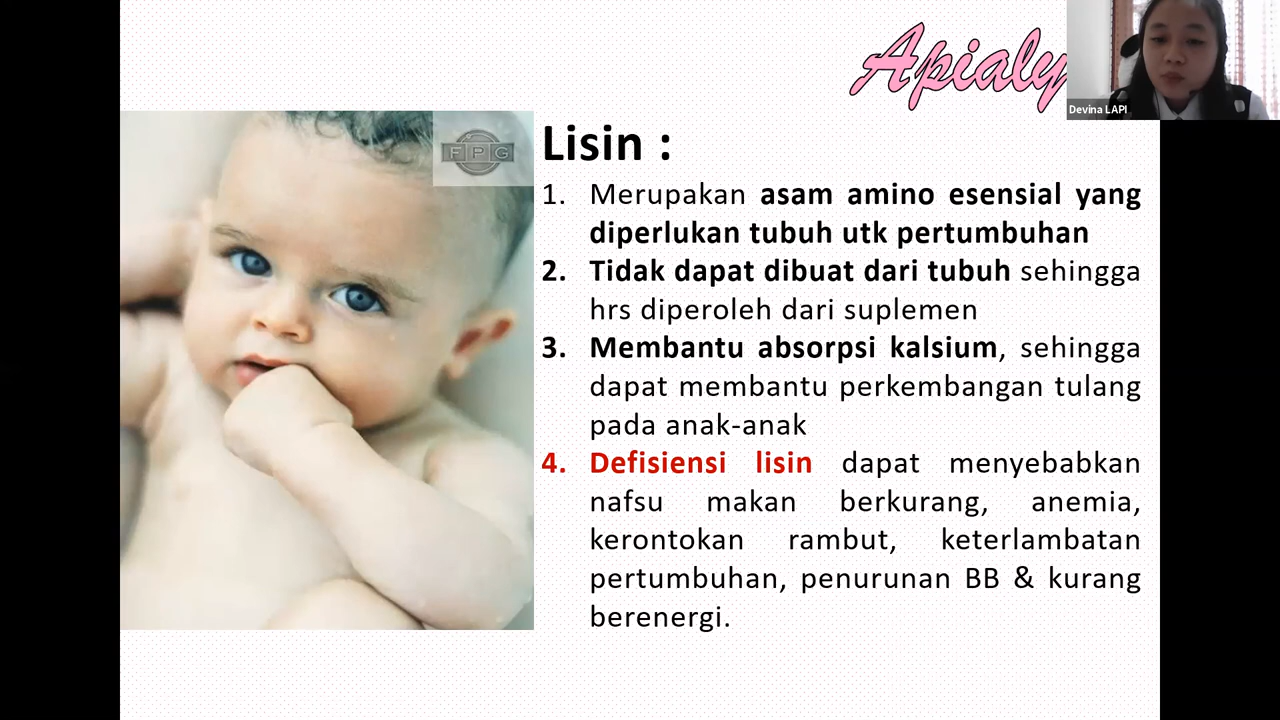 Apialy
Devina LAPI
FPG
Lisin :
1. Merupakan asam amino esensial yang
diperlukan tubuh utk pertumbuhan
2. Tidak dapat dibuat dari tubuh sehingga
hrs diperoleh dari suplemen
3. Membantu absorpsi kalsium, sehingga
dapat membantu perkembangan tulang
pada anak-anak
4. Defisiensi lisin dapat menyebabkan
nafsu makan berkurang, anemia,
kerontokan rambut, keterlambatan
pertumbuhan, penurunan BB & kurang
berenergi.